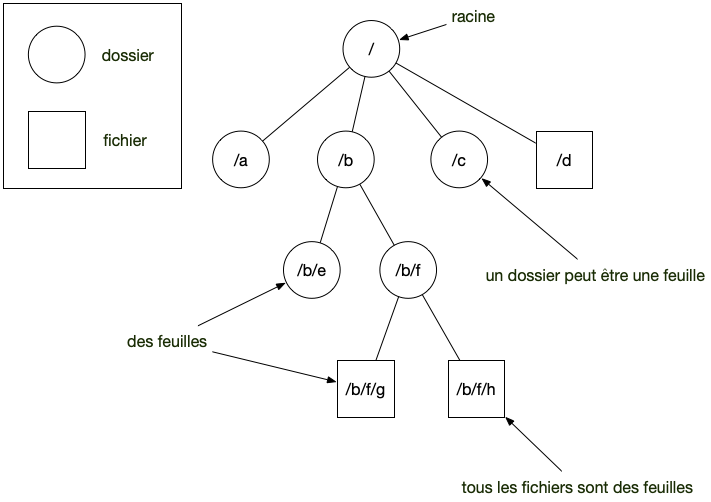 racine
dossier
/
fichier
/a
/b
/c
/d
/b/e
/b/f
un dossier peut être une feuille
des feuilles
/b/f/g
/b/f/h
tous les fichiers sont des feuilles